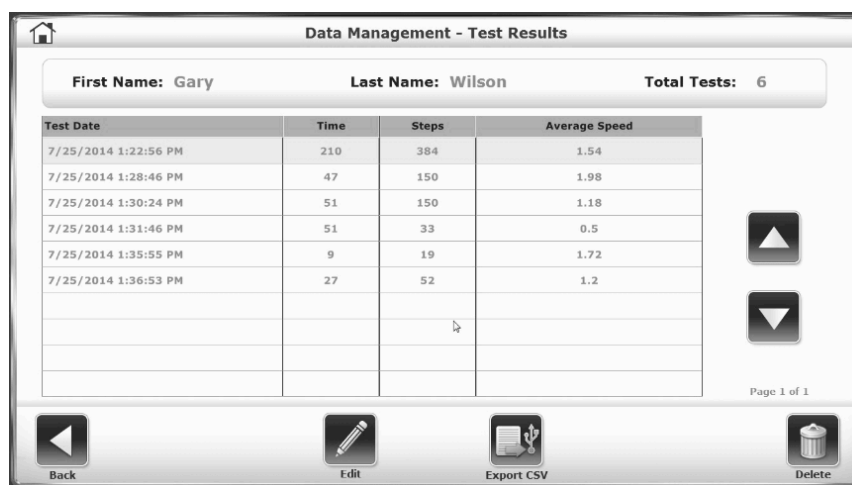 Data Management - Test Results
First Name: Gary Last Name: Wilson Total Tests: 6
Test Date Time Steps Average Speed
7/25/2014 1:22:56 PM 210 384 1.54
7/25/2014 1:28:46 PM 47 150 1.98
7/25/2014 1:30:24 PM 51 150 1.18
7/25/2014 1:31:46 PM 51 33 0.5
7/25/2014 1:35:55 PM 9 19 1.72
7/25/2014 1:36:53 PM 27 52 1.2
Page 1 of 1
Back Edit Export CSV Delete